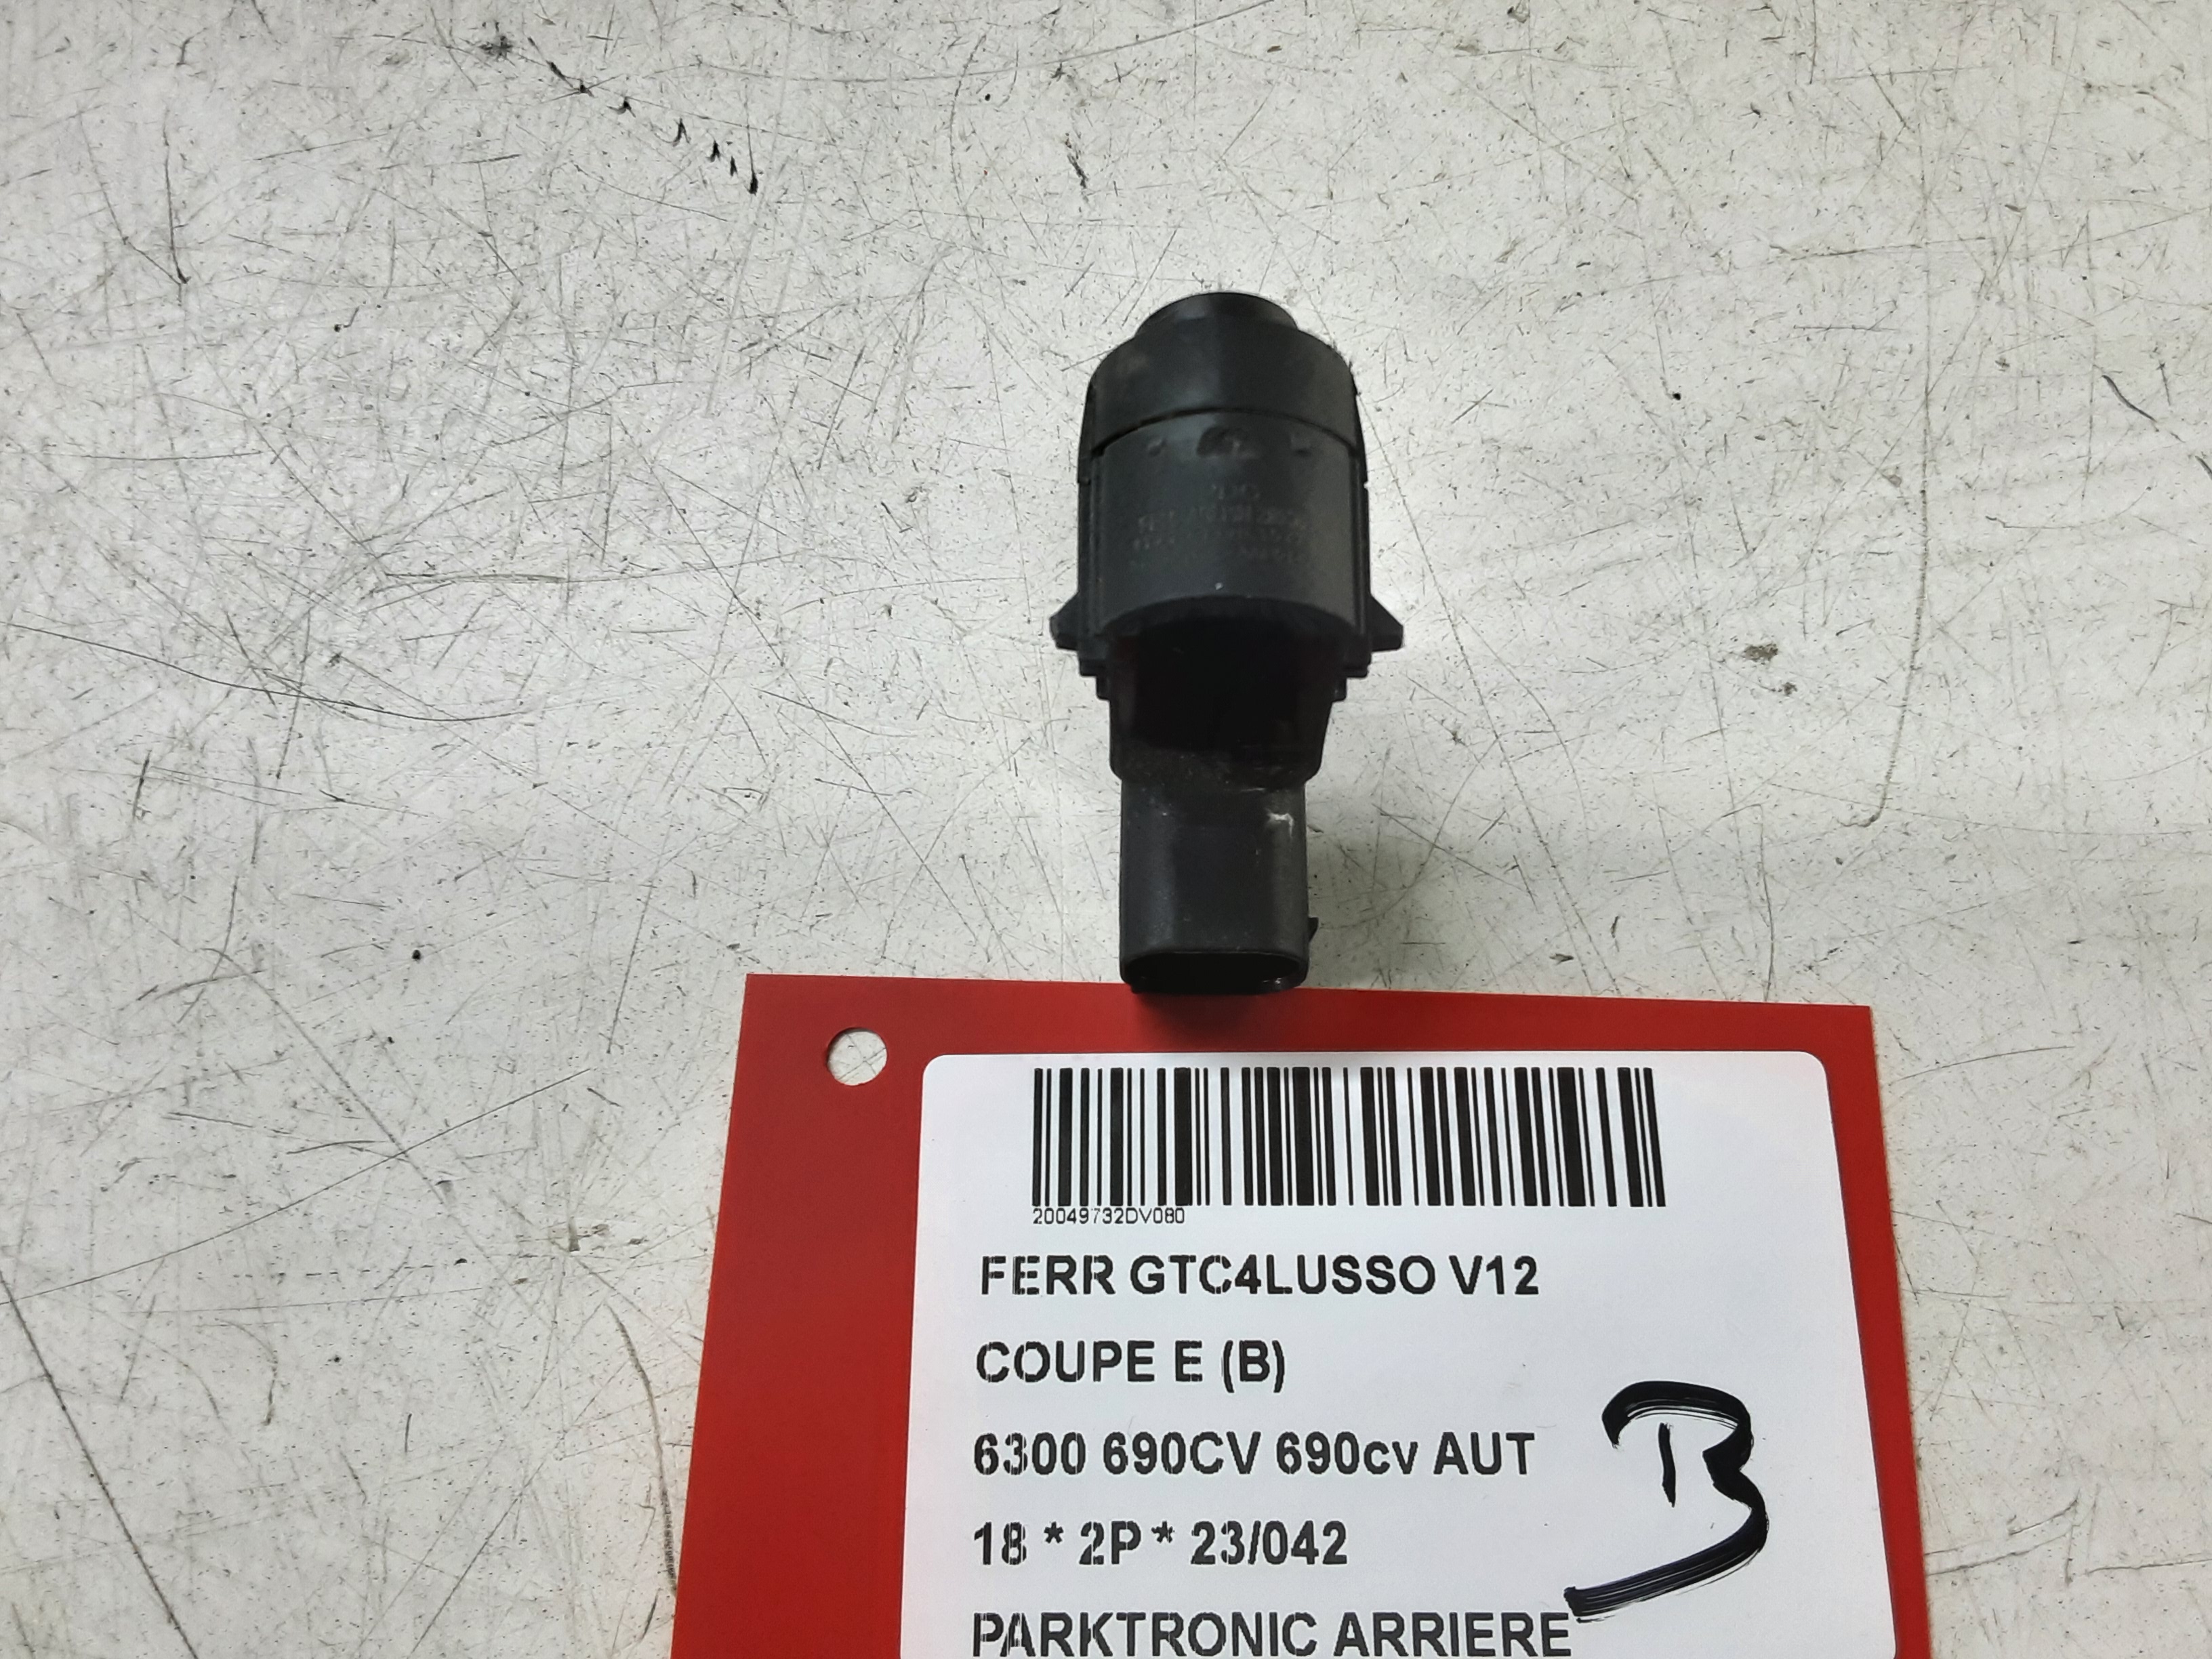 20049732DV080
FERR GTC4LUSSO V12
COUPE E (B)
6300 690CV 690cv AUT
18 * 2P * 23/042
PARKTRONIC ARRIERE
B